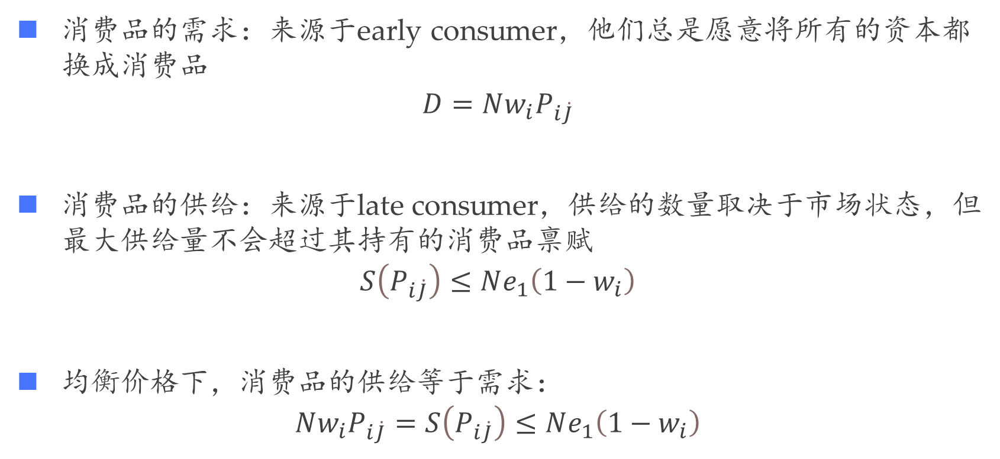 消费品的需求：来源于early consumer，他们总是愿意将所有的资本都
换成消费品
D = Nw_iP_{ij}
消费品的供给：来源于late consumer，供给的数量取决于市场状态，但
最大供给量不会超过其持有的消费品禀赋
S(P_{ij}) ≤ Ne_1(1 − w_i)
均衡价格下，消费品的供给等于需求：
Nw_iP_{ij} = S(P_{ij}) ≤ Ne_1(1 − w_i)